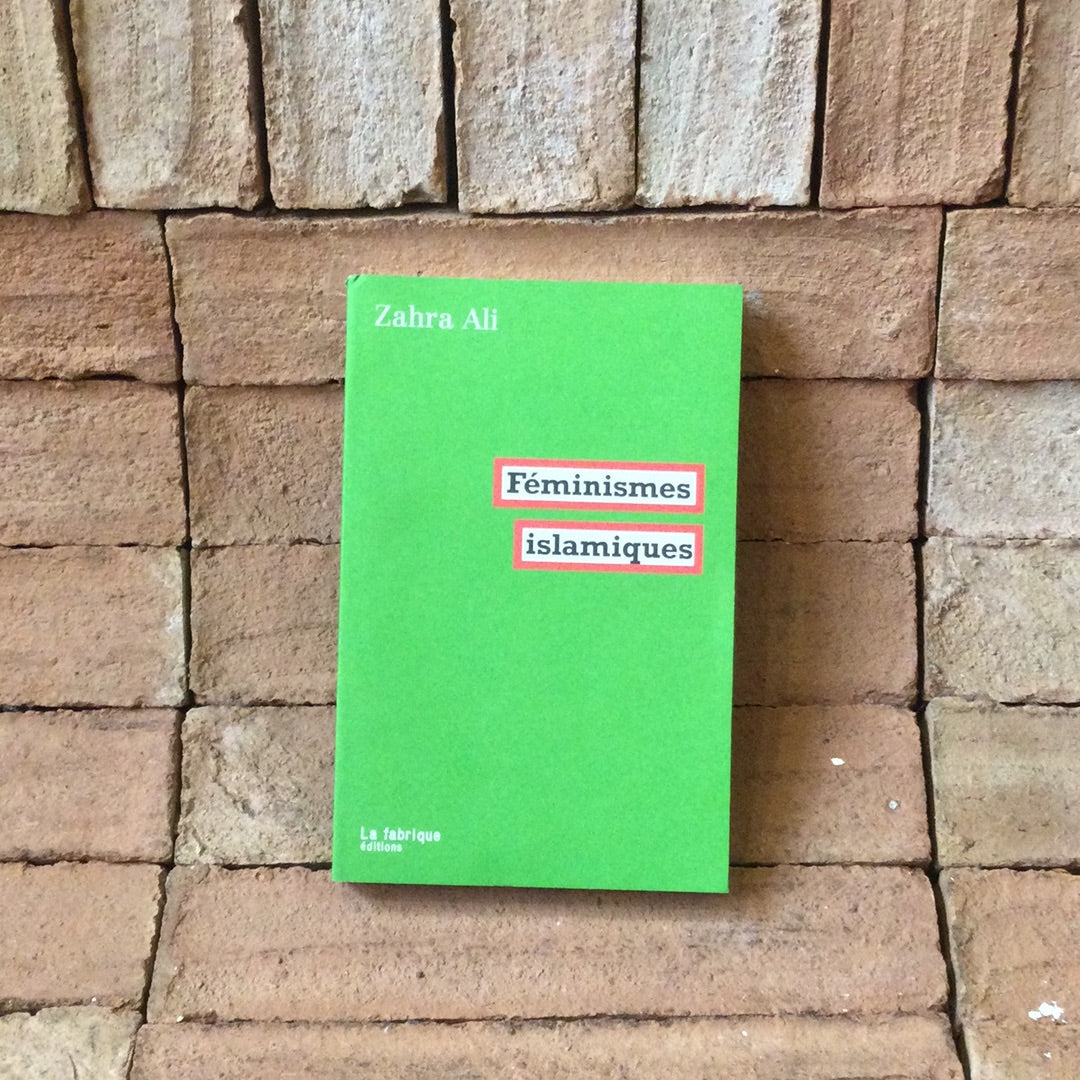 Zahra Ali
Féminismes
islamiques
La fabrique
éditions